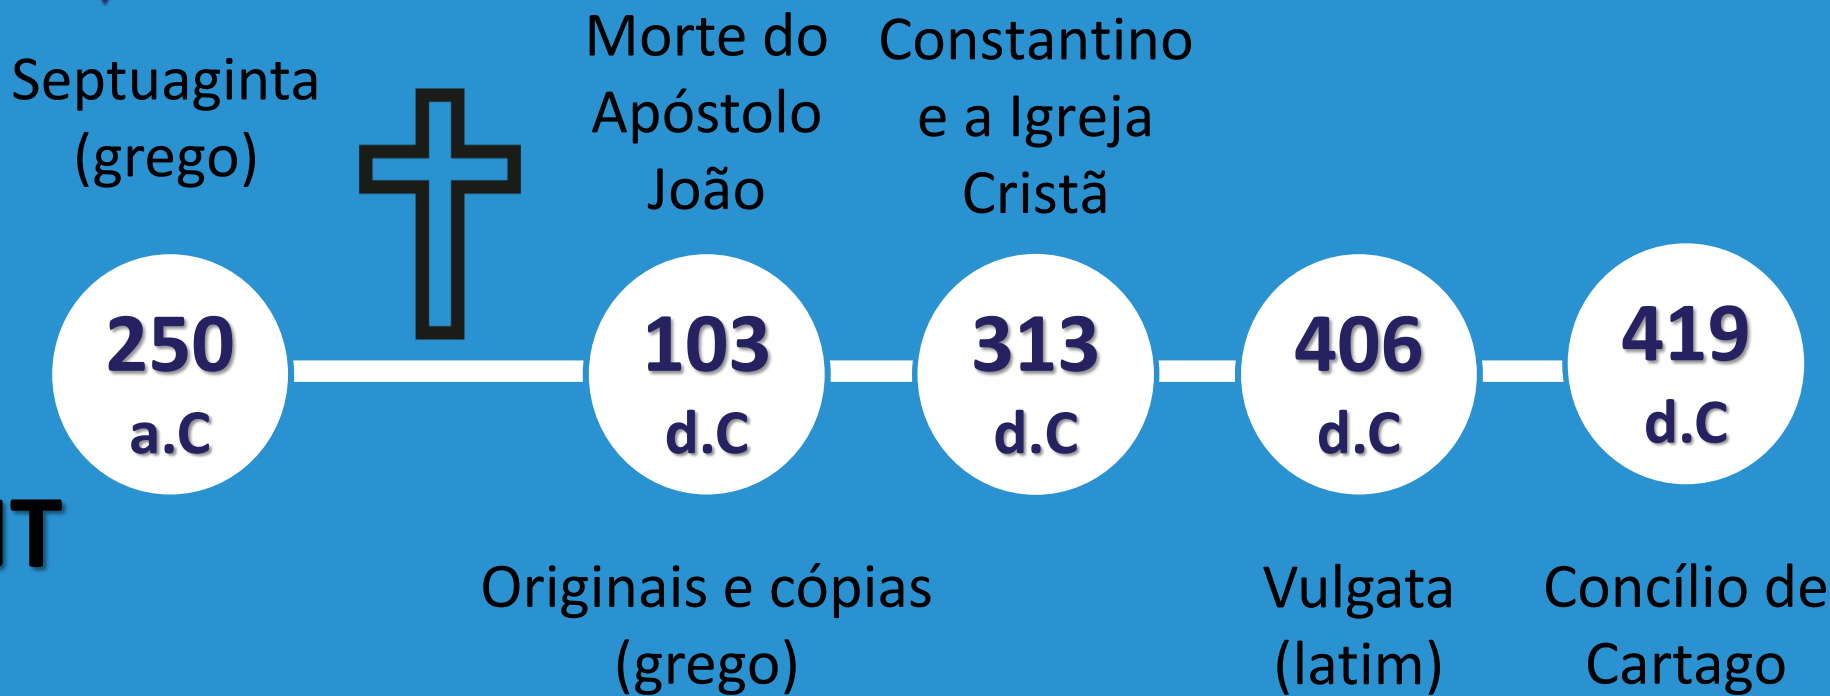 Septuaginta
(grego)
Morte do
Apóstolo
João
Constantino
e a Igreja
Cristã
250
a.C
103
d.C
313
d.C
406
d.C
419
d.C
Originais e cópias
(grego)
Vulgata
(latim)
Concílio de
Cartago